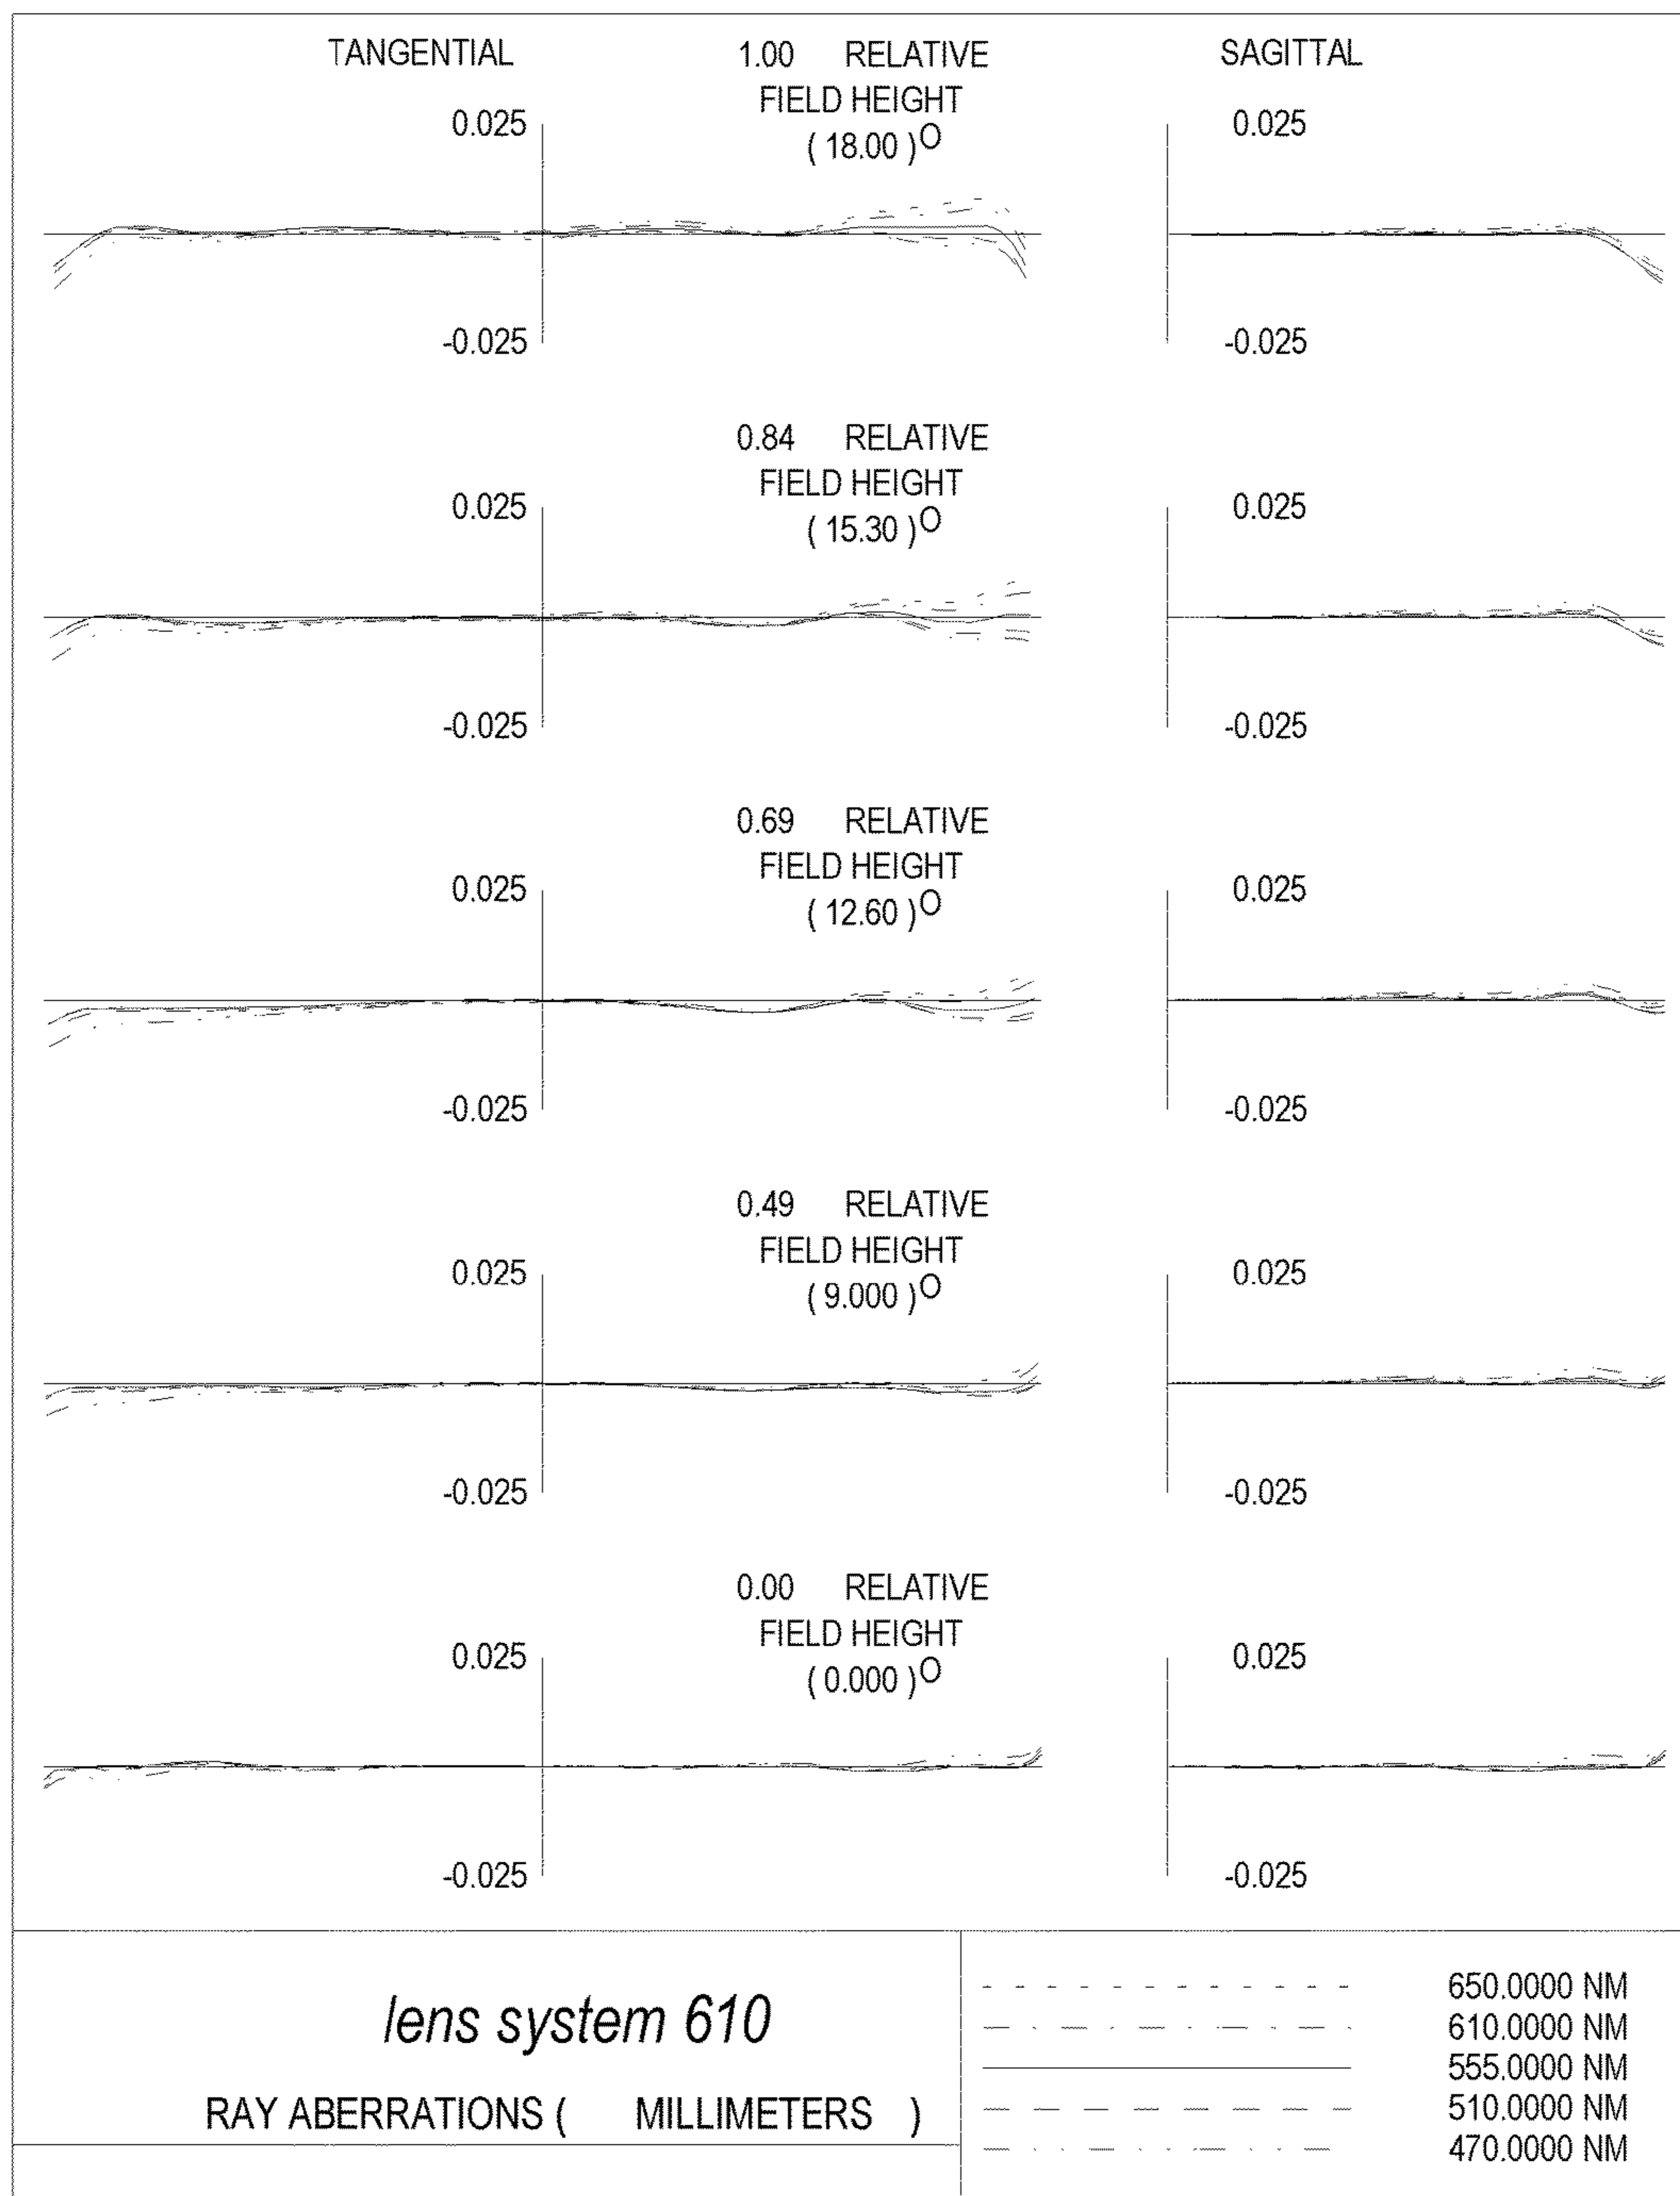 TANGENTIAL 1.00 RELATIVE SAGITTAL
FIELD HEIGHT
0.025 ( 18.00 )O 0.025
-0.025 -0.025
0.84 RELATIVE
FIELD HEIGHT
0.025 ( 15.30 )O 0.025
-0.025 -0.025
0.69 RELATIVE
FIELD HEIGHT
0.025 ( 12.60 )O 0.025
-0.025 -0.025
0.49 RELATIVE
FIELD HEIGHT
0.025 ( 9.000 )O 0.025
-0.025 -0.025
0.00 RELATIVE
FIELD HEIGHT
0.025 ( 0.000 )O 0.025
-0.025 -0.025
lens system 610
RAY ABERRATIONS ( MILLIMETERS )
650.0000 NM
610.0000 NM
555.0000 NM
510.0000 NM
470.0000 NM